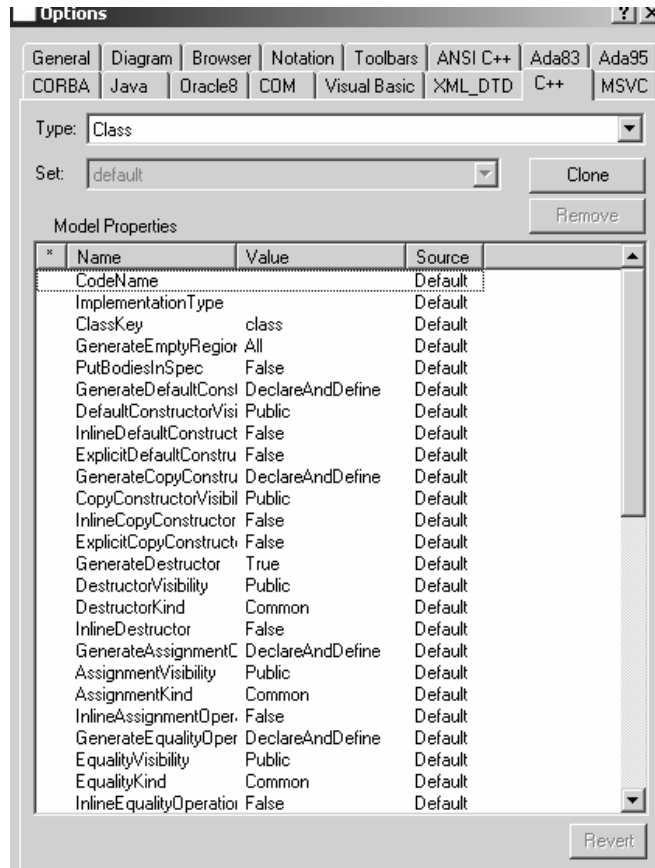 Options
General Diagram Browser Notation Toolbars ANSI C++ Ada83 Ada95
CORBA Java Oracle8 COM Visual Basic XML_DTD C++ MSVC
Type: Class
Set: default Clone
Remove
Model Properties
* Name Value Source
CodeName Default
ImplementationType Default
ClassKey class Default
GenerateEmptyRegior All Default
PutBodiesInSpec False Default
GenerateDefaultConst DeclareAndDefine Default
DefaultConstructorVisi Public Default
InlineDefaultConstruct False Default
ExplicitDefaultConstru False Default
GenerateCopyConstru DeclareAndDefine Default
CopyConstructorVisibil Public Default
InlineCopyConstructor False Default
ExplicitCopyConstructo False Default
GenerateDestructor True Default
DestructorVisibility Public Default
DestructorKind Common Default
InlineDestructor False Default
GenerateAssignmentC DeclareAndDefine Default
AssignmentVisibility Public Default
AssignmentKind Common Default
InlineAssignmentOper. False Default
GenerateEqualityOper DeclareAndDefine Default
EqualityVisibility Public Default
EqualityKind Common Default
InlineEqualityOperatior False Default
Revert